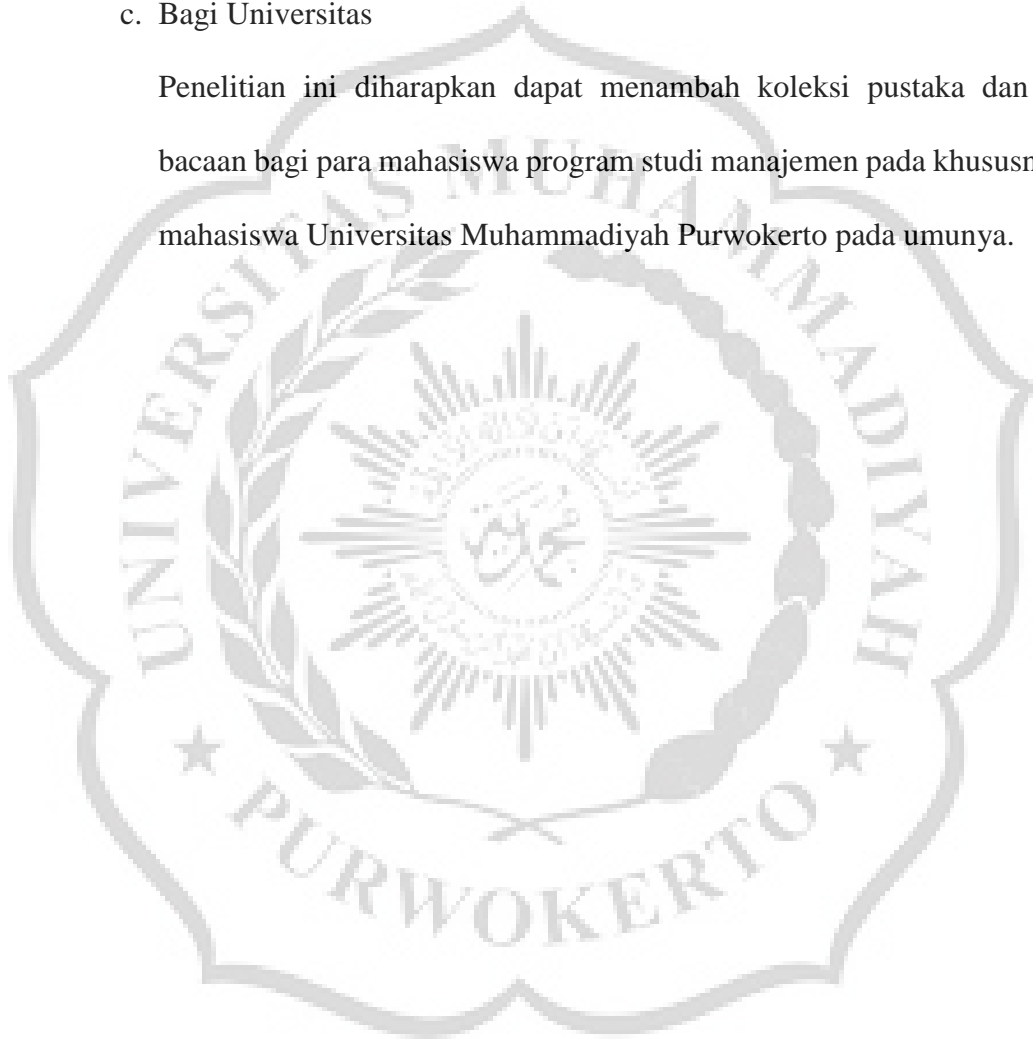 c. Bagi Universitas
Penelitian ini diharapkan dapat menambah koleksi pustaka dan
bacaan bagi para mahasiswa program studi manajemen pada khususn
mahasiswa Universitas Muhammadiyah Purwokerto pada umunya.
UNIVERSITAS MUHAMMADIYAH
PURWOKERTO